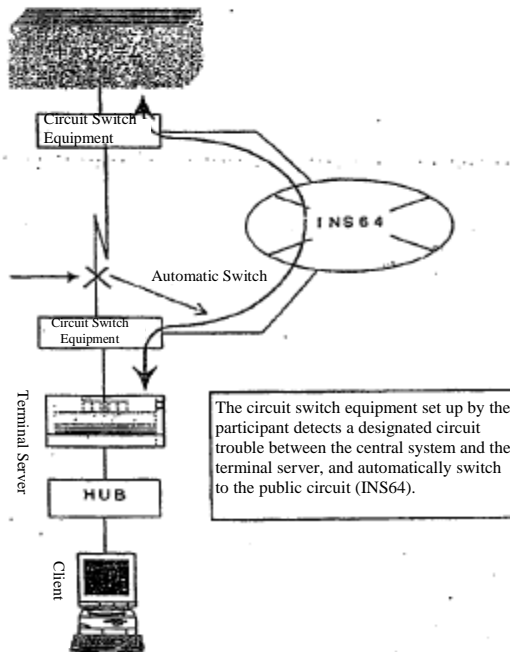 Circuit Switch
Equipment
INS64
Automatic Switch
Circuit Switch
Equipment
Terminal Server
The circuit switch equipment set up by the
participant detects a designated circuit
trouble between the central system and the
terminal server, and automatically switch
to the public circuit (INS64).
HUB
Client